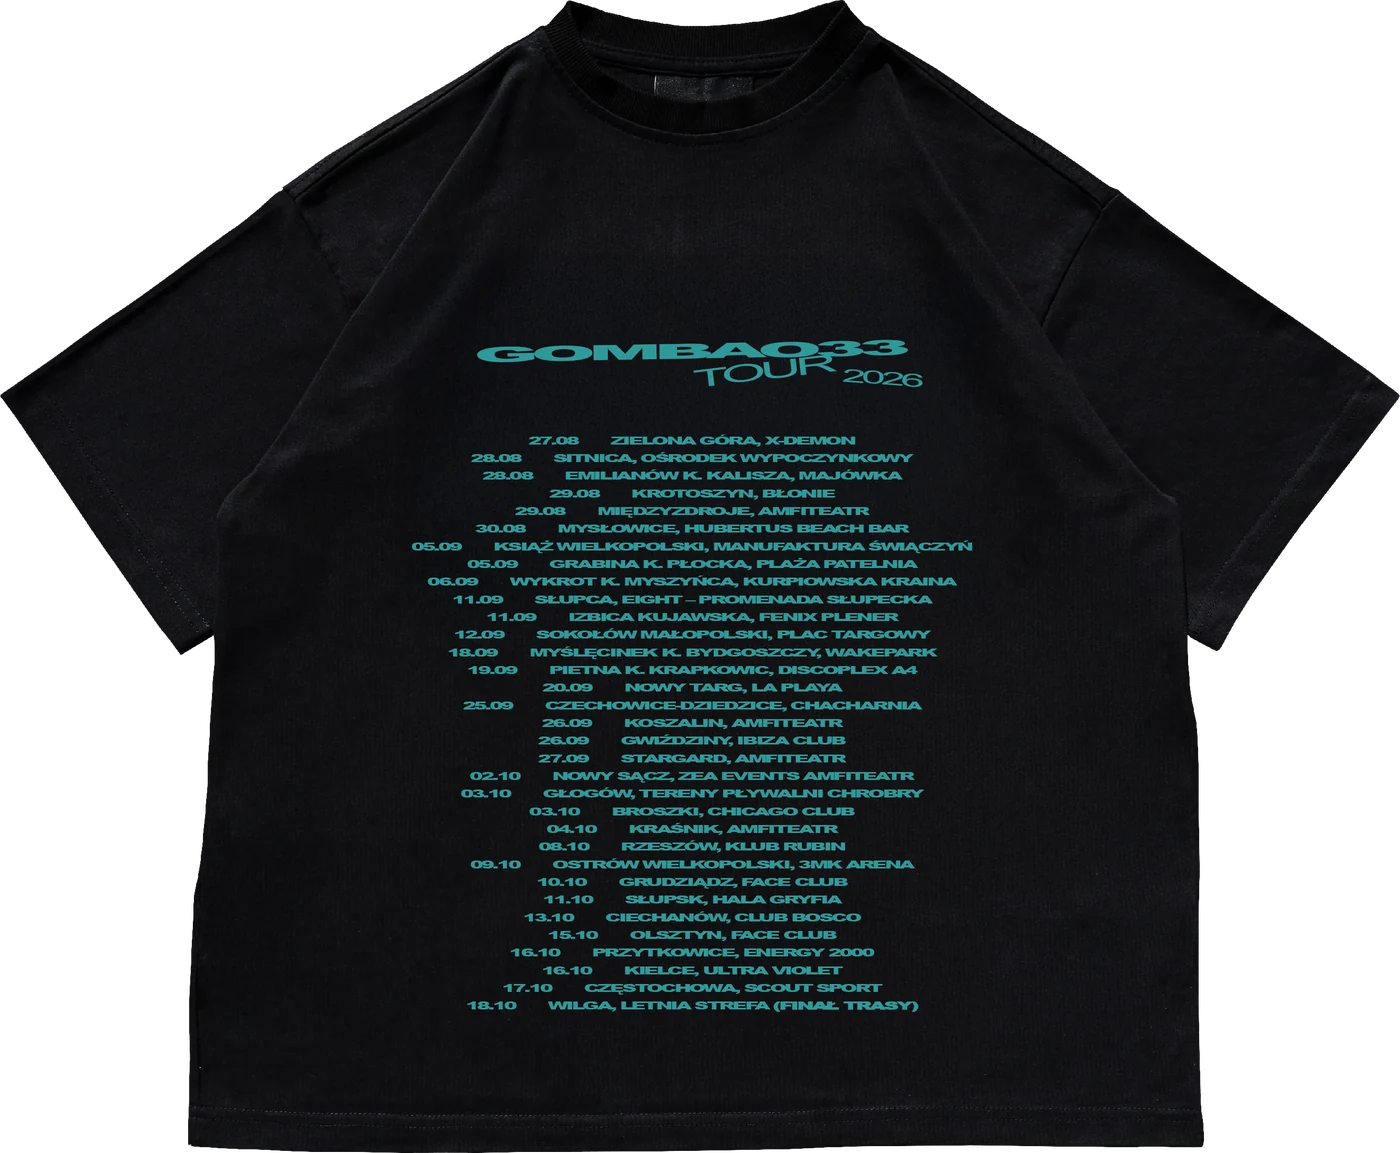 GOMBAO33
TOUR 2026
27.08 ZIELONA GÓRA, X-DEMON
28.08 SITNICA, OŚRODEK WYPOCZYNKOWY
28.08 EMILIANÓW K. KALISZA, MAJÓWKA
29.08 KROTOSZYN, BŁONIE
29.08 MIĘDZYZDROJE, AMFITEATR
30.08 MYSŁOWICE, HUBERTUS BEACH BAR
05.09 KSIĄŻ WIELKOPOLSKI, MANUFAKTURA ŚWIĄCZYŃ
05.09 GRABINA K. PŁOCKA, PLAŻA PATELNIA
06.09 WYKROT K. MYSZYŃCA, KURPIOWSKA KRAINA
11.09 SŁUPCA, EIGHT – PROMENADA SŁUPECKA
11.09 IZBICA KUJAWSKA, FENIX PLENER
12.09 SOKOŁÓW MAŁOPOLSKI, PLAC TARGOWY
18.09 MYŚLĘCINEK K. BYDGOSZCZY, WAKEPARK
19.09 PIETNA K. KRAPKOWIC, DISCOPLEX A4
20.09 NOWY TARG, LA PLAYA
25.09 CZECHOWICE-DZIEDZICE, CHACHARNIA
26.09 KOSZALIN, AMFITEATR
26.09 GWIŹDZINY, IBIZA CLUB
27.09 STARGARD, AMFITEATR
02.10 NOWY SĄCZ, ZEA EVENTS AMFITEATR
03.10 GŁOGÓW, TERENY PŁYWALNI CHROBRY
03.10 BROSZKI, CHICAGO CLUB
04.10 KRAŚNIK, AMFITEATR
08.10 RZESZÓW, KLUB RUBIN
09.10 OSTRÓW WIELKOPOLSKI, 3MK ARENA
10.10 GRUDZIĄDZ, FACE CLUB
11.10 SŁUPSK, HALA GRYFIA
13.10 CIECHANÓW, CLUB BOSCO
15.10 OLSZTYN, FACE CLUB
16.10 PRZYTKOWICE, ENERGY 2000
16.10 KIELCE, ULTRA VIOLET
17.10 CZĘSTOCHOWA, SCOUT SPORT
18.10 WILGA, LETNIA STREFA (FINAŁ TRASY)